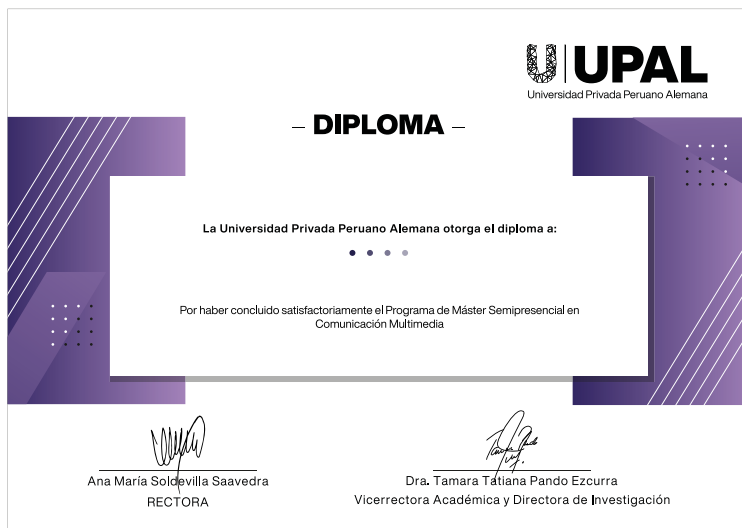 UPAL
Universidad Privada Peruano Alemana
– DIPLOMA –
La Universidad Privada Peruano Alemana otorga el diploma a:
Por haber concluido satisfactoriamente el Programa de Máster Semipresencial en
Comunicación Multimedia
Ana María Soldevilla Saavedra
RECTORA
Dra. Tamara Tatiana Pando Ezcurra
Vicerrectora Académica y Directora de Investigación